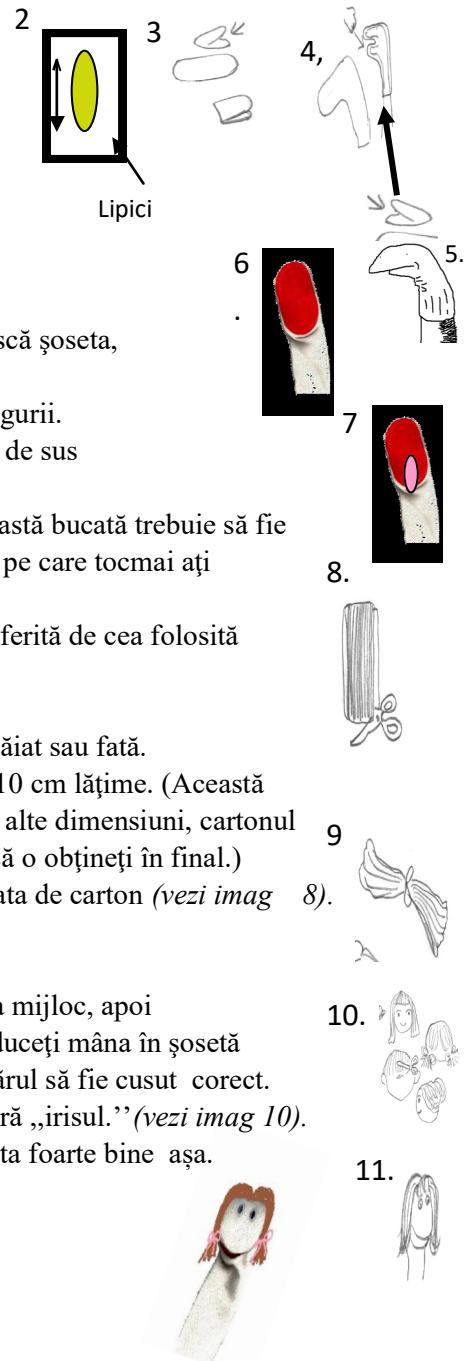 2
3
4,
Lipici
5.
6
.
scă şoseta,
gurii.
7
de sus
astă bucată trebuie să fie
pe care tocmai aţi
8.
ferită de cea folosită
ăiat sau fată.
10 cm lăţime. (Această
alte dimensiuni, cartonul
9
să o obţineţi în final.)
ata de carton (vezi imag 8).
a mijloc, apoi
10.
duceţi mâna în şosetă
ărul să fie cusut corect.
ră ,,irisul.’’(vezi imag 10).
ta foarte bine așa.
11.